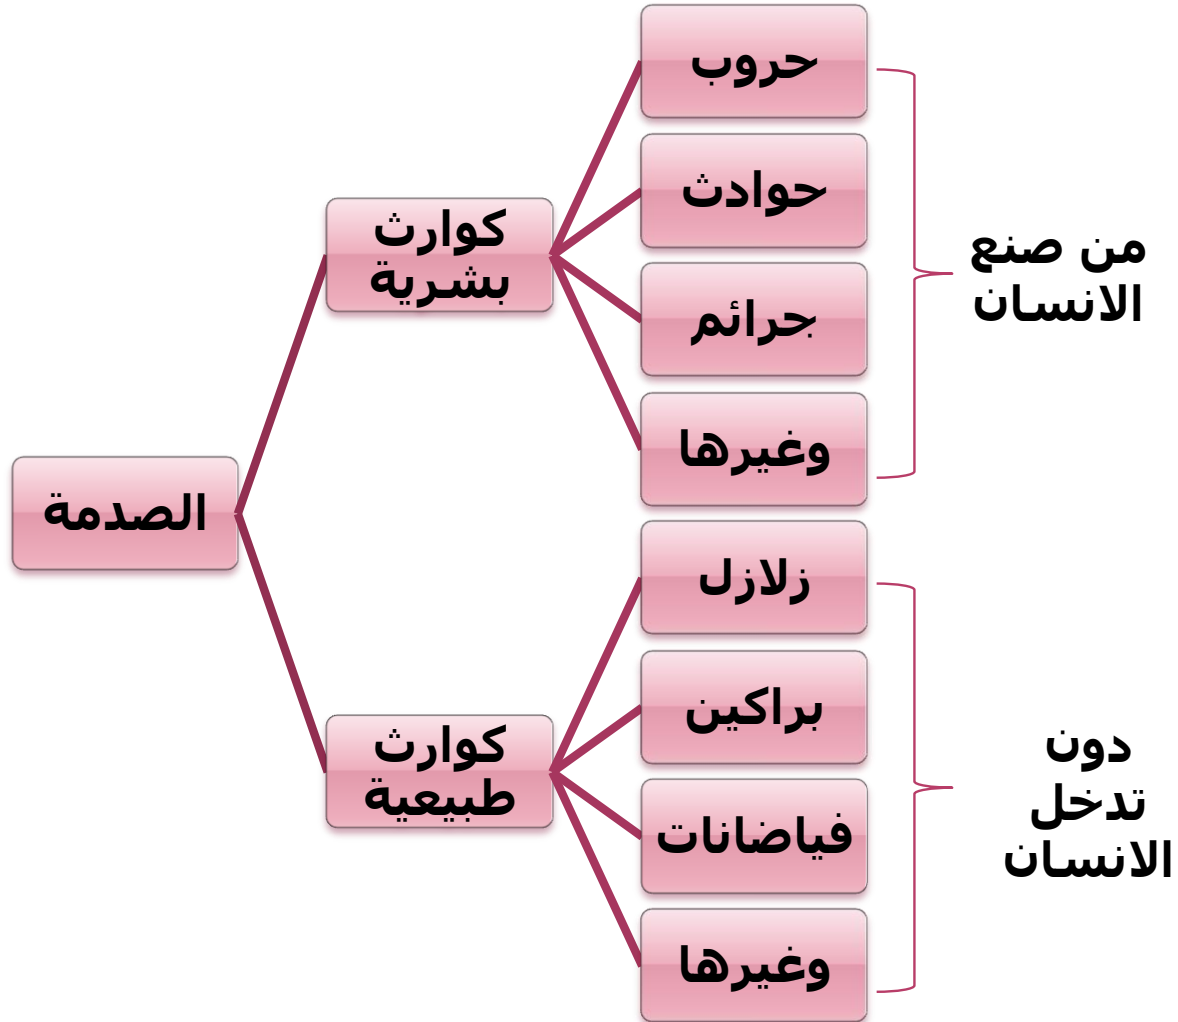 الصدمة
كوارث
بشرية
حروب
حوادث
جرائم
وغيرها
من صنع
الانسان
كوارث
طبيعية
زلازل
براكين
فياضانات
وغيرها
دون
تدخل
الانسان